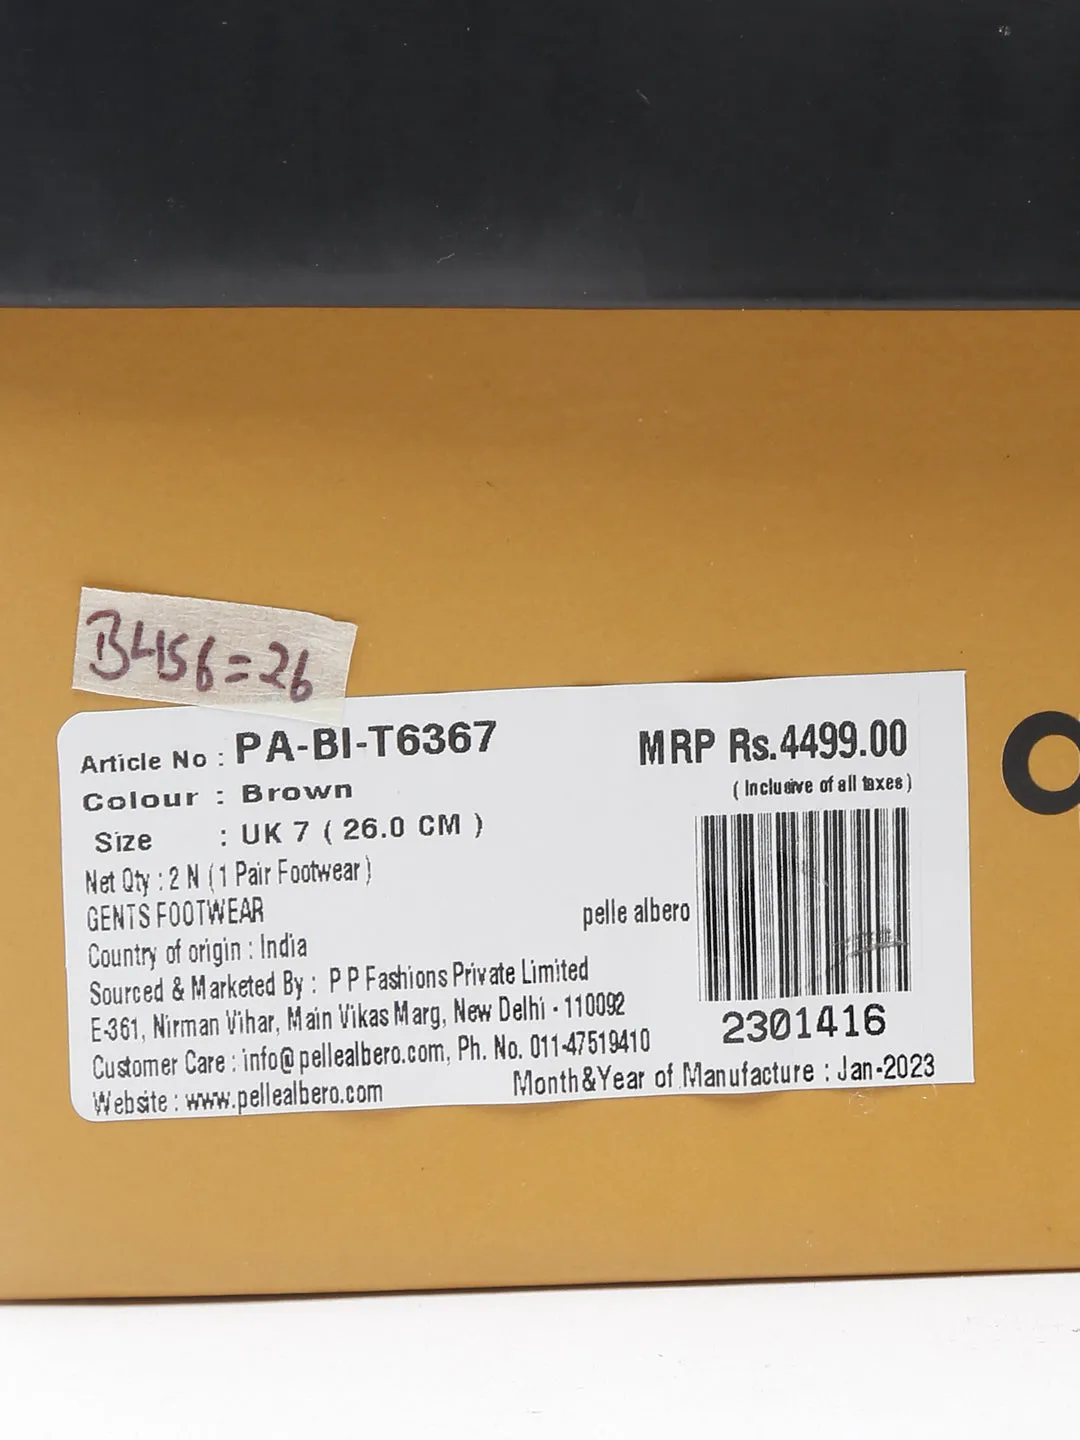 B456=26
Article No : PA-BI-T6367
MRP Rs.4499.00
Colour : Brown
( Inclusive of all taxes )
Size : UK 7 ( 26.0 CM )
Net Qty : 2 N ( 1 Pair Footwear )
GENTS FOOTWEAR
pelle albero
Country of origin : India
Sourced & Marketed By : P P Fashions Private Limited
E-361, Nirman Vihar, Main Vikas Marg, New Delhi - 110092
2301416
Customer Care : info@pellealbero.com, Ph. No. 011-47519410
Month&Year of Manufacture : Jan-2023
Website : www.pellealbero.com